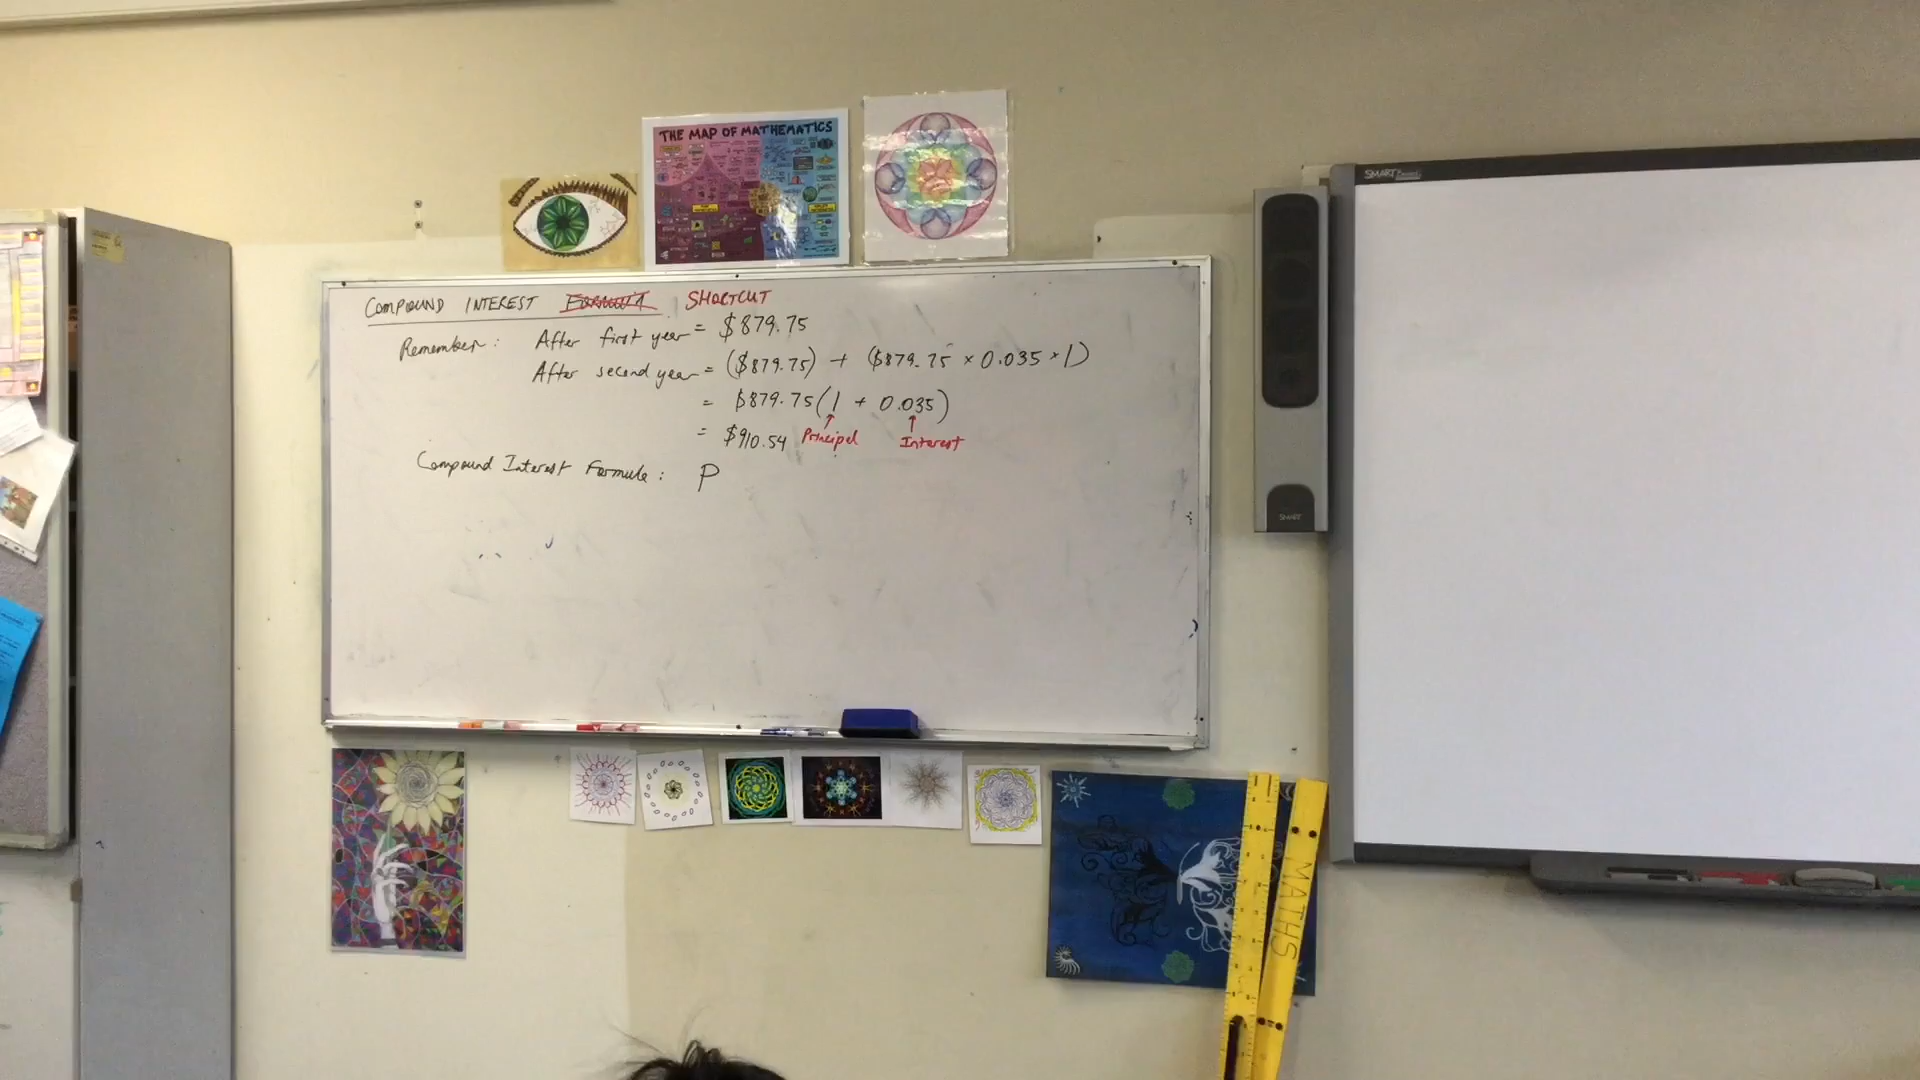 THE MAP OF MATHEMATICS
SMART Board
COMPOUND INTEREST FORMULA SHORTCUT
Remember: After first year = $879.75
After second year = ($879.75) + ($879.75 × 0.035 × 1)
= $879.75(1 + 0.035)
= $910.54 Principal Interest
Compound Interest Formula: P
SMART
MATHS